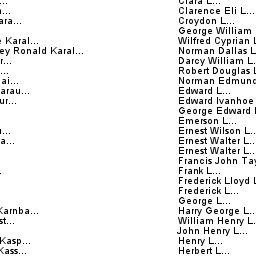 ... Clara L...
... Clarence Eli L...
ara... Croydon L...
George William
e Karal... Wilfred Cyprian L
ey Ronald Karal... Norman Dallas L
r... Darcy William L.
... Robert Douglas L
ai... Norman Edmund
arau... Edward L...
ur... Edward Ivanhoe
George Edward
Emerson L...
... Ernest Wilson L...
a... Ernest Walter L...
Ernest Walter L...
Francis John Tay
. Frank L...
Frederick Lloyd L
Frederick L...
George L...
Karnba... Harry George L...
st... William Henry L...
John Henry L...
Kasp... Henry L...
Kass... Herbert L...